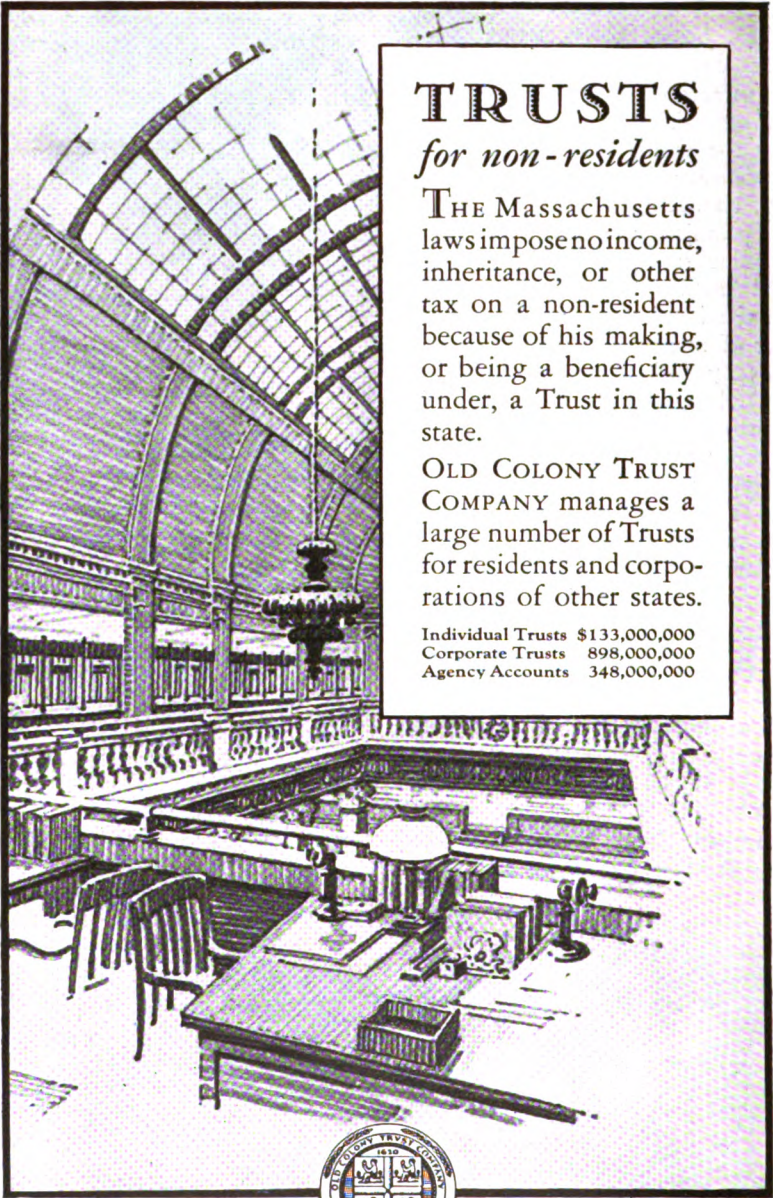 TRUSTS
for non-residents
THE Massachusetts
laws impose no income,
inheritance, or other
tax on a non-resident
because of his making,
or being a beneficiary
under, a Trust in this
state.
OLD COLONY TRUST
COMPANY manages a
large number of Trusts
for residents and corpo-
rations of other states.
Individual Trusts $133,000,000
Corporate Trusts 898,000,000
Agency Accounts 348,000,000
OLD COLONY TRVST COMPANY
1620